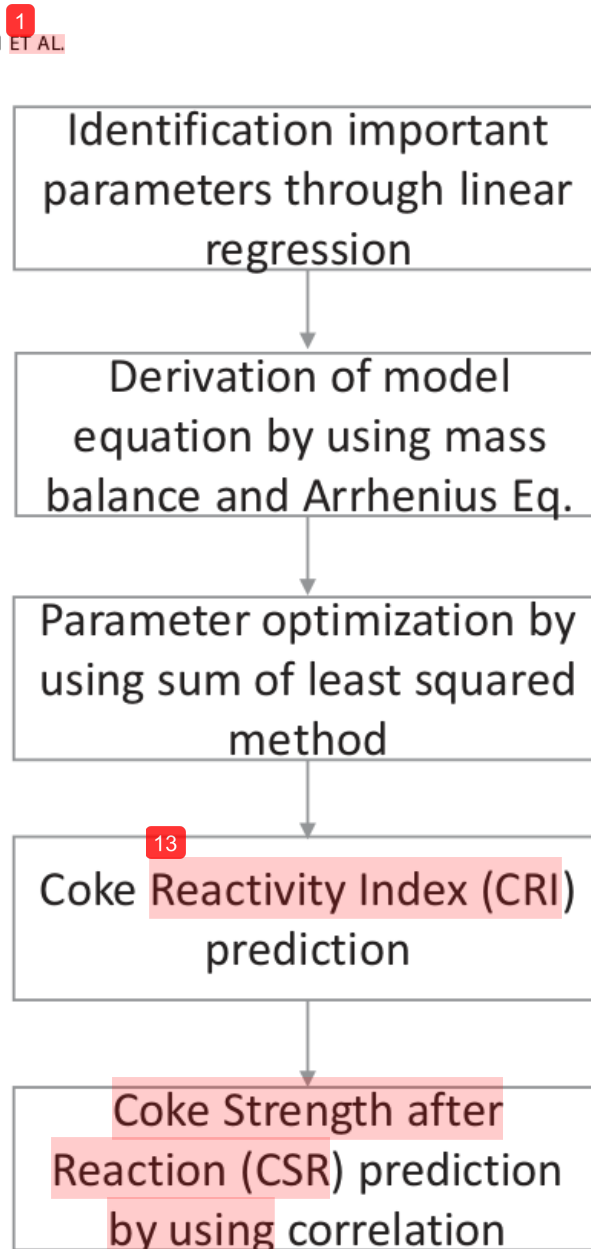 1
ET AL.
Identification important
parameters through linear
regression
Derivation of model
equation by using mass
balance and Arrhenius Eq.
Parameter optimization by
using sum of least squared
method
13
Coke Reactivity Index (CRI)
prediction
Coke Strength after
Reaction (CSR) prediction
by using correlation